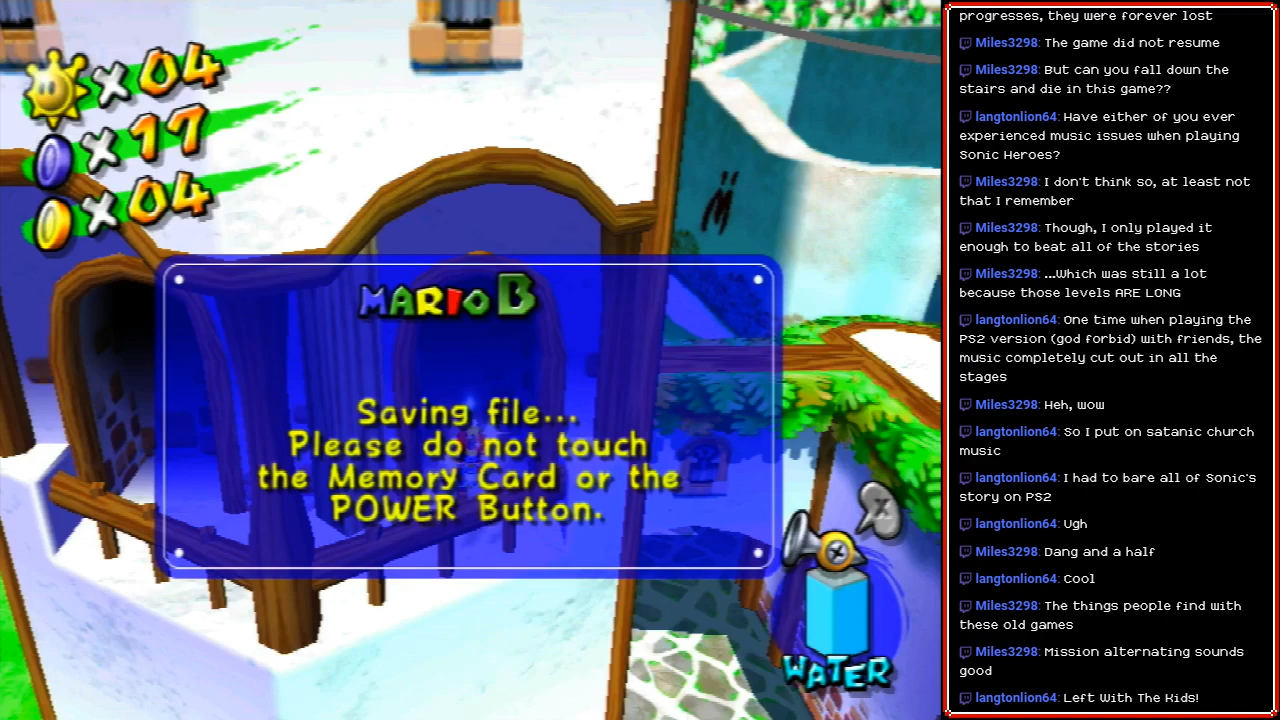 ×04
×17
×04
MARIO B
Saving file...
Please do not touch
the Memory Card or the
POWER Button.
X
WATER
progresses, they were forever lost
Miles3298: The game did not resume
Miles3298: But can you fall down the
stairs and die in this game??
langtonlion64: Have either of you ever
experienced music issues when playing
Sonic Heroes?
Miles3298: I don't think so, at least not
that I remember
Miles3298: Though, I only played it
enough to beat all of the stories
Miles3298: ...Which was still a lot
because those levels ARE LONG
langtonlion64: One time when playing the
PS2 version (god forbid) with friends, the
music completely cut out in all the
stages
Miles3298: Heh, wow
langtonlion64: So I put on satanic church
music
langtonlion64: I had to bare all of Sonic's
story on PS2
langtonlion64: Ugh
Miles3298: Dang and a half
langtonlion64: Cool
Miles3298: The things people find with
these old games
Miles3298: Mission alternating sounds
good
langtonlion64: Left With The Kids!